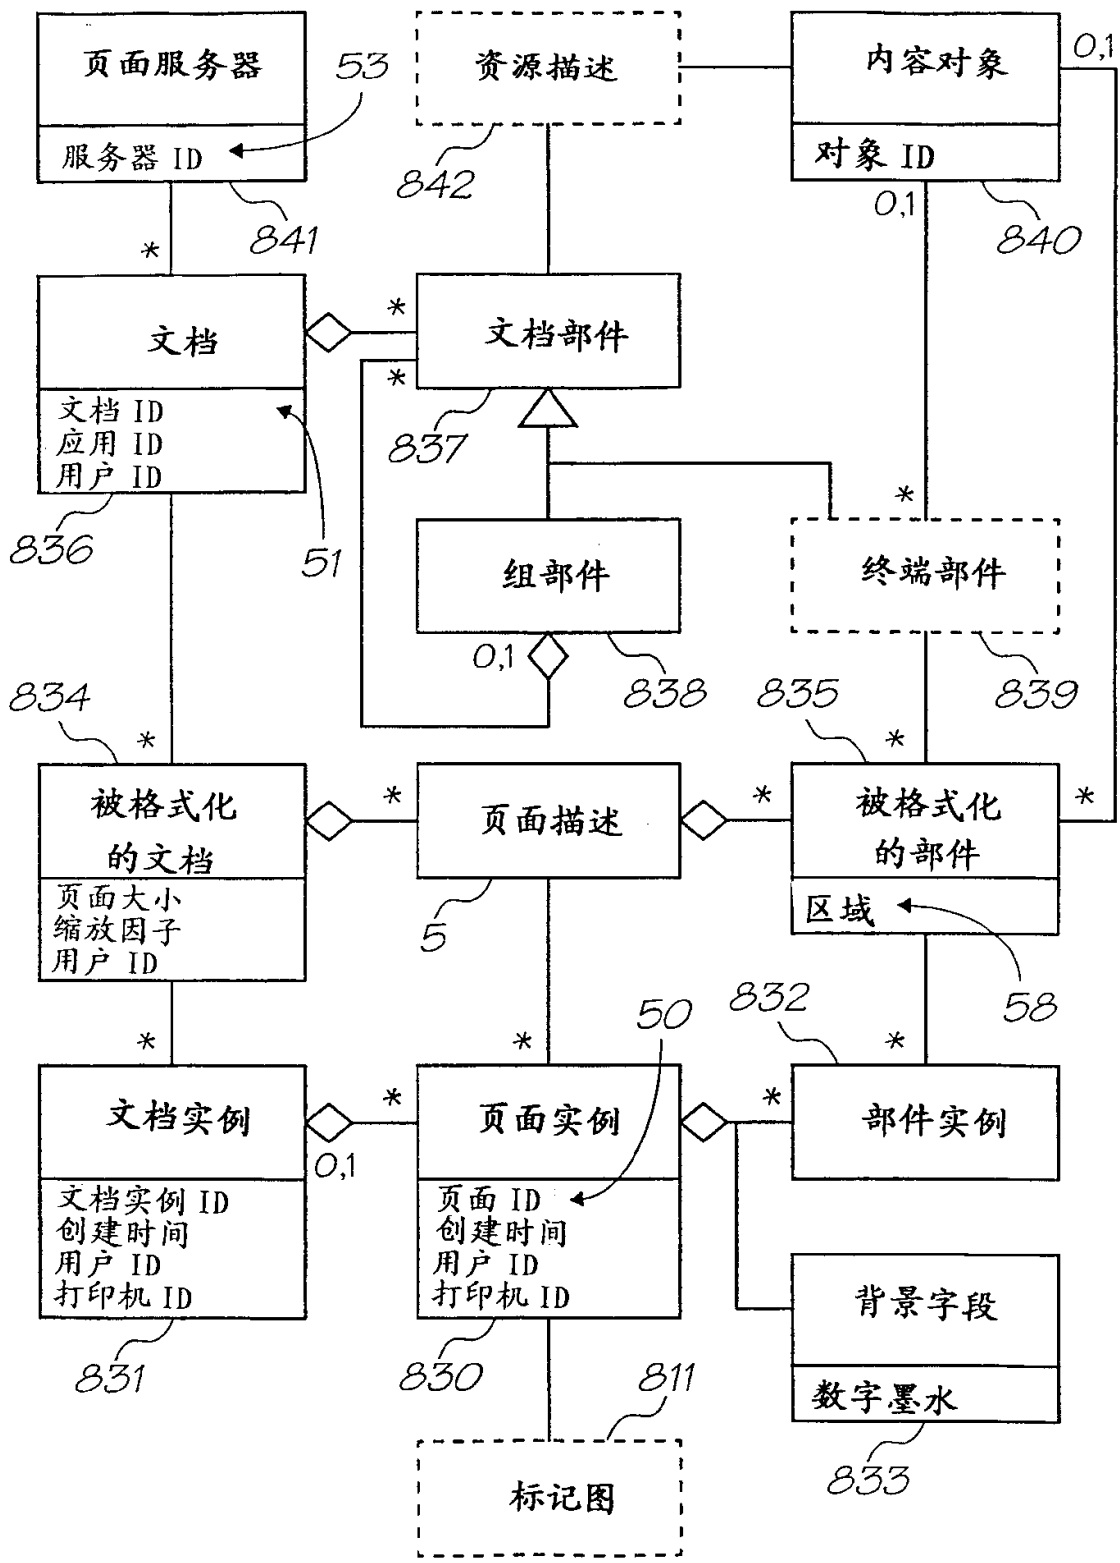 页面服务器
53
服务器 ID
841
资源描述
842
内容对象
0,1
对象 ID
0,1
840
*
文档
*
文档部件
*
文档 ID
应用 ID
用户 ID
836
51
837
*
组部件
终端部件
0,1
838
839
834
835
*
*
被格式化
的文档
*
页面描述
*
被格式化
的部件
*
页面大小
缩放因子
用户 ID
5
区域
58
832
50
*
*
*
文档实例
*
页面实例
*
部件实例
0,1
文档实例 ID
创建时间
用户 ID
打印机 ID
页面 ID
创建时间
用户 ID
打印机 ID
背景字段
831
830
811
数字墨水
833
标记图